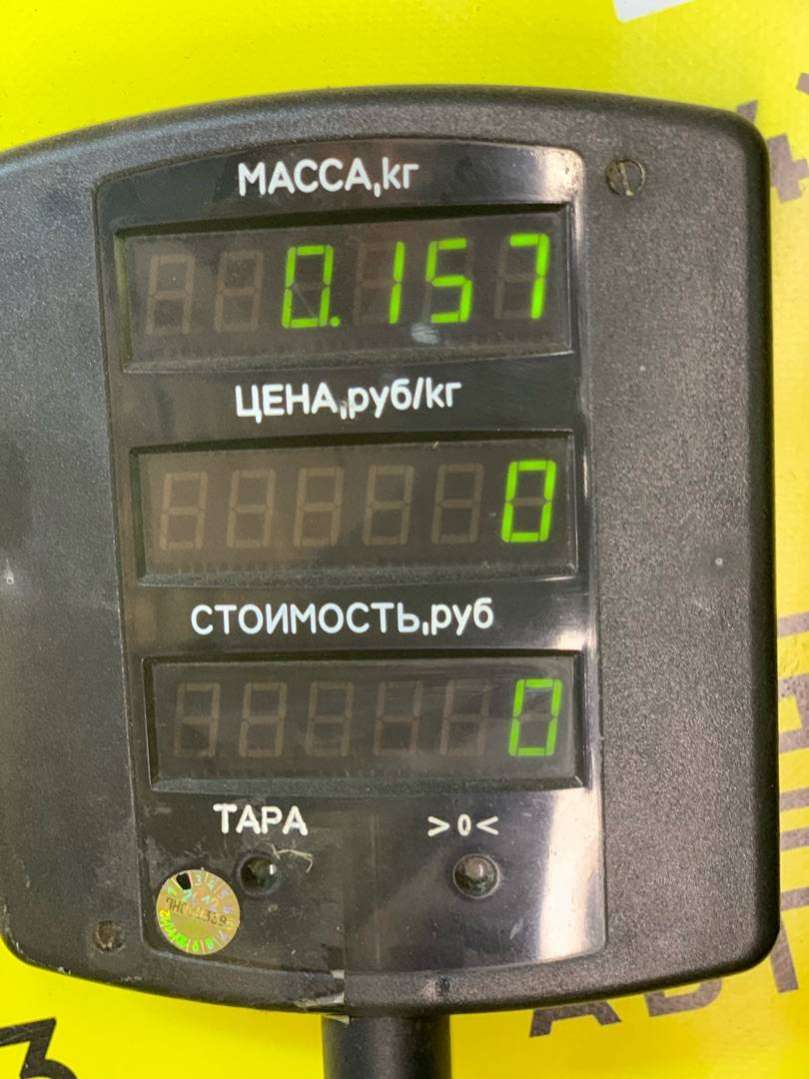 МАССА,кг
0.157
ЦЕНА,руб/кг
0
СТОИМОСТЬ,руб
0
ТАРА >0<